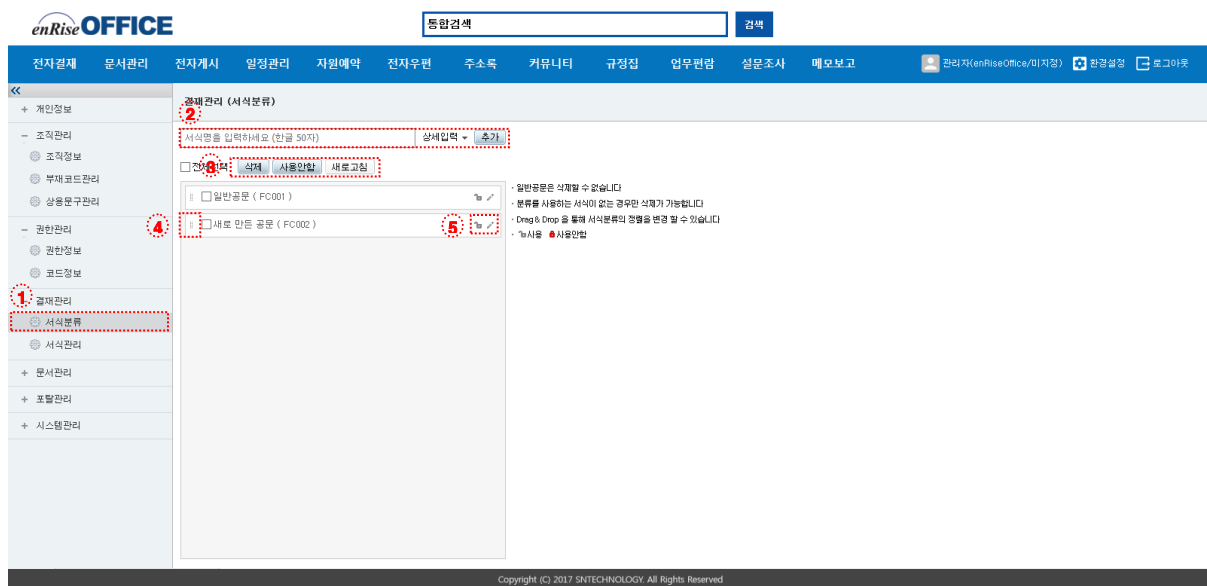 enRise OFFICE
통합검색 검색
전자결재 문서관리 전자게시 일정관리 자원예약 전자우편 주소록 커뮤니티 규정집 업무편람 설문조사 메모보고 관리자(enRiseOffice/미지정) 환경설정 로그아웃
«
+ 개인정보
− 조직관리
조직정보
부재코드관리
상용문구관리
− 권한관리
권한정보
코드정보
1 결재관리
서식분류
서식관리
+ 문서관리
+ 포탈관리
+ 시스템관리
결재관리 (서식분류)
2
서식명을 입력하세요 (한글 50자) 상세입력 추가
전체선택 3 삭제 사용안함 새로고침
일반공문 ( FC001 )
4 새로 만든 공문 ( FC002 ) 5
· 일반공문은 삭제할 수 없습니다
· 분류를 사용하는 서식이 없는 경우만 삭제가 가능합니다
· Drag & Drop 을 통해 서식분류의 정렬을 변경 할 수 있습니다
· 사용 사용안함
Copyright (C) 2017 SNTECHNOLOGY. All Rights Reserved